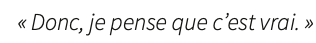 « Donc, je pense que c’est vrai. »